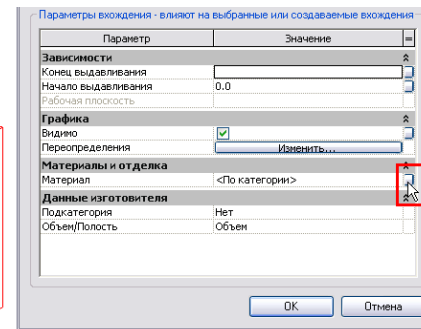 Параметры вхождения - влияют на выбранные или создаваемые вхождения
Параметр Значение =
Зависимости
Конец выдавливания
Начало выдавливания 0.0
Рабочая плоскость
Графика
Видимо
Переопределения Изменить...
Материалы и отделка
Материал <По категории>
Данные изготовителя
Подкатегория Нет
Объем/Полость Объем
OK Отмена